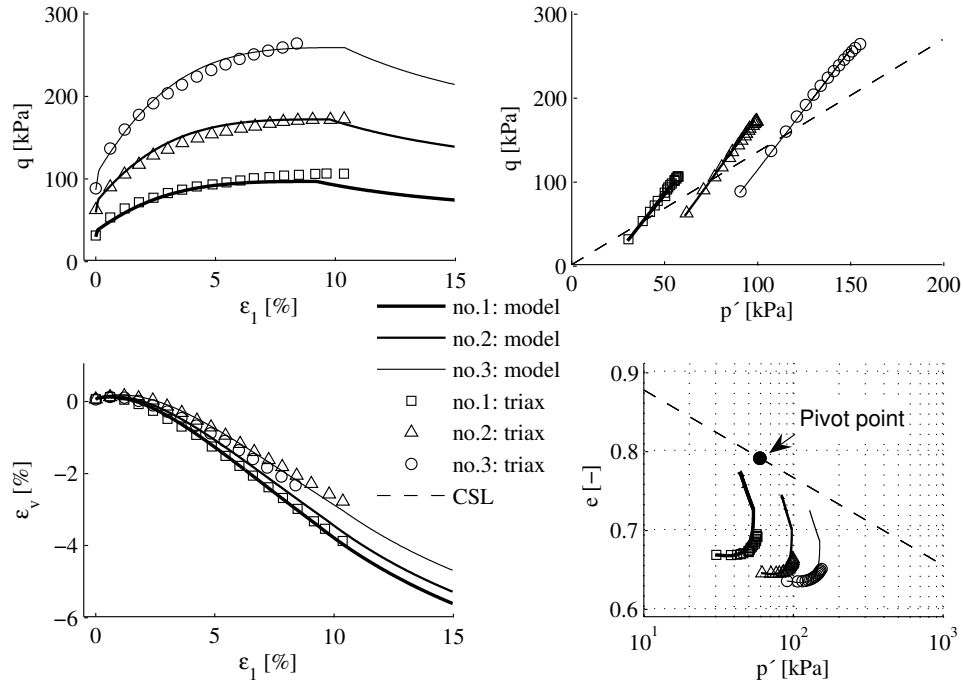 300
200
100
0
q [kPa]
0
5
10
15
ε1 [%]
300
200
100
0
q [kPa]
0
50
100
150
200
p´ [kPa]
no.1: model
no.2: model
no.3: model
no.1: triax
no.2: triax
no.3: triax
CSL
0
−2
−4
−6
εv [%]
0
5
10
15
ε1 [%]
0.9
0.8
0.7
0.6
e [−]
Pivot point
10^1
10^2
10^3
p´ [kPa]